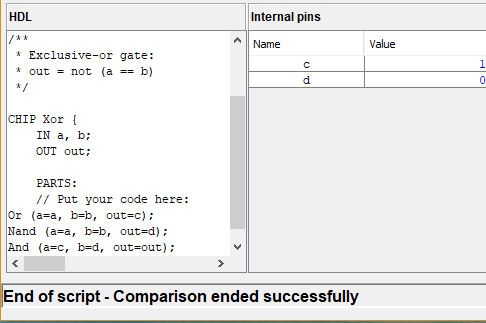 HDL
/**
 * Exclusive-or gate:
 * out = not (a == b)
 */
CHIP Xor {
    IN a, b;
    OUT out;
    PARTS:
    // Put your code here:
Or (a=a, b=b, out=c);
Nand (a=a, b=b, out=d);
And (a=c, b=d, out=out);
Internal pins
Name Value
c 1
d 0
End of script - Comparison ended successfully